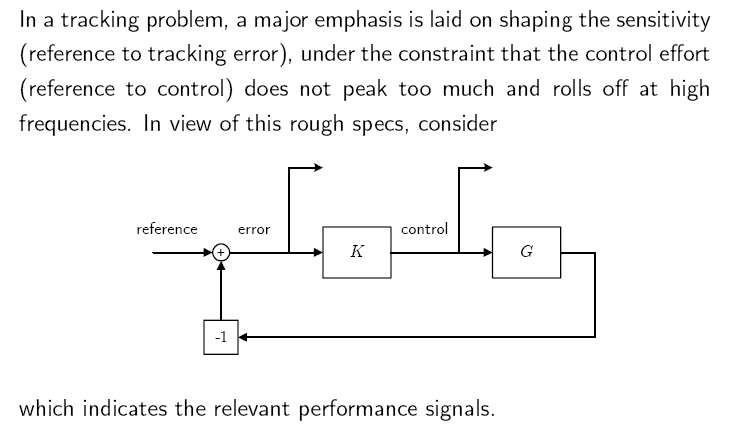 In a tracking problem, a major emphasis is laid on shaping the sensitivity
(reference to tracking error), under the constraint that the control effort
(reference to control) does not peak too much and rolls off at high
frequencies. In view of this rough specs, consider
reference
error
control
+
K
G
-1
which indicates the relevant performance signals.